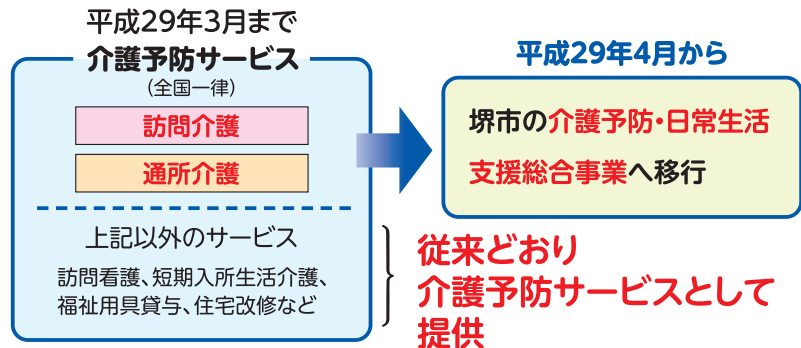 平成29年3月まで
介護予防サービス
（全国一律）
訪問介護
通所介護
上記以外のサービス
訪問看護、短期入所生活介護、
福祉用具貸与、住宅改修など
平成29年4月から
堺市の介護予防・日常生活
支援総合事業へ移行
従来どおり
介護予防サービスとして
提供